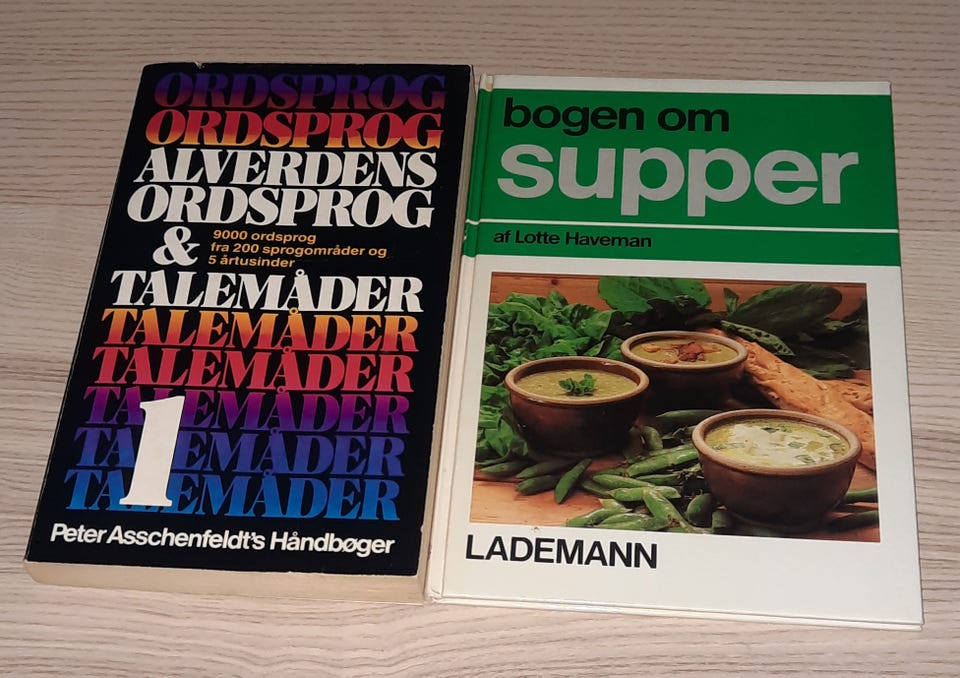 ORDSPROG
ORDSPROG
ALVERDENS
ORDSPROG
&
9000 ordsprog
fra 200 sprogområder og
5 årtusinder
TALEMÅDER
TALEMÅDER
TALEMÅDER
TALEMÅDER
TALEMÅDER
TALEMÅDER
1
Peter Asschenfeldt's Håndbøger
bogen om
supper
af Lotte Haveman
LADEMANN